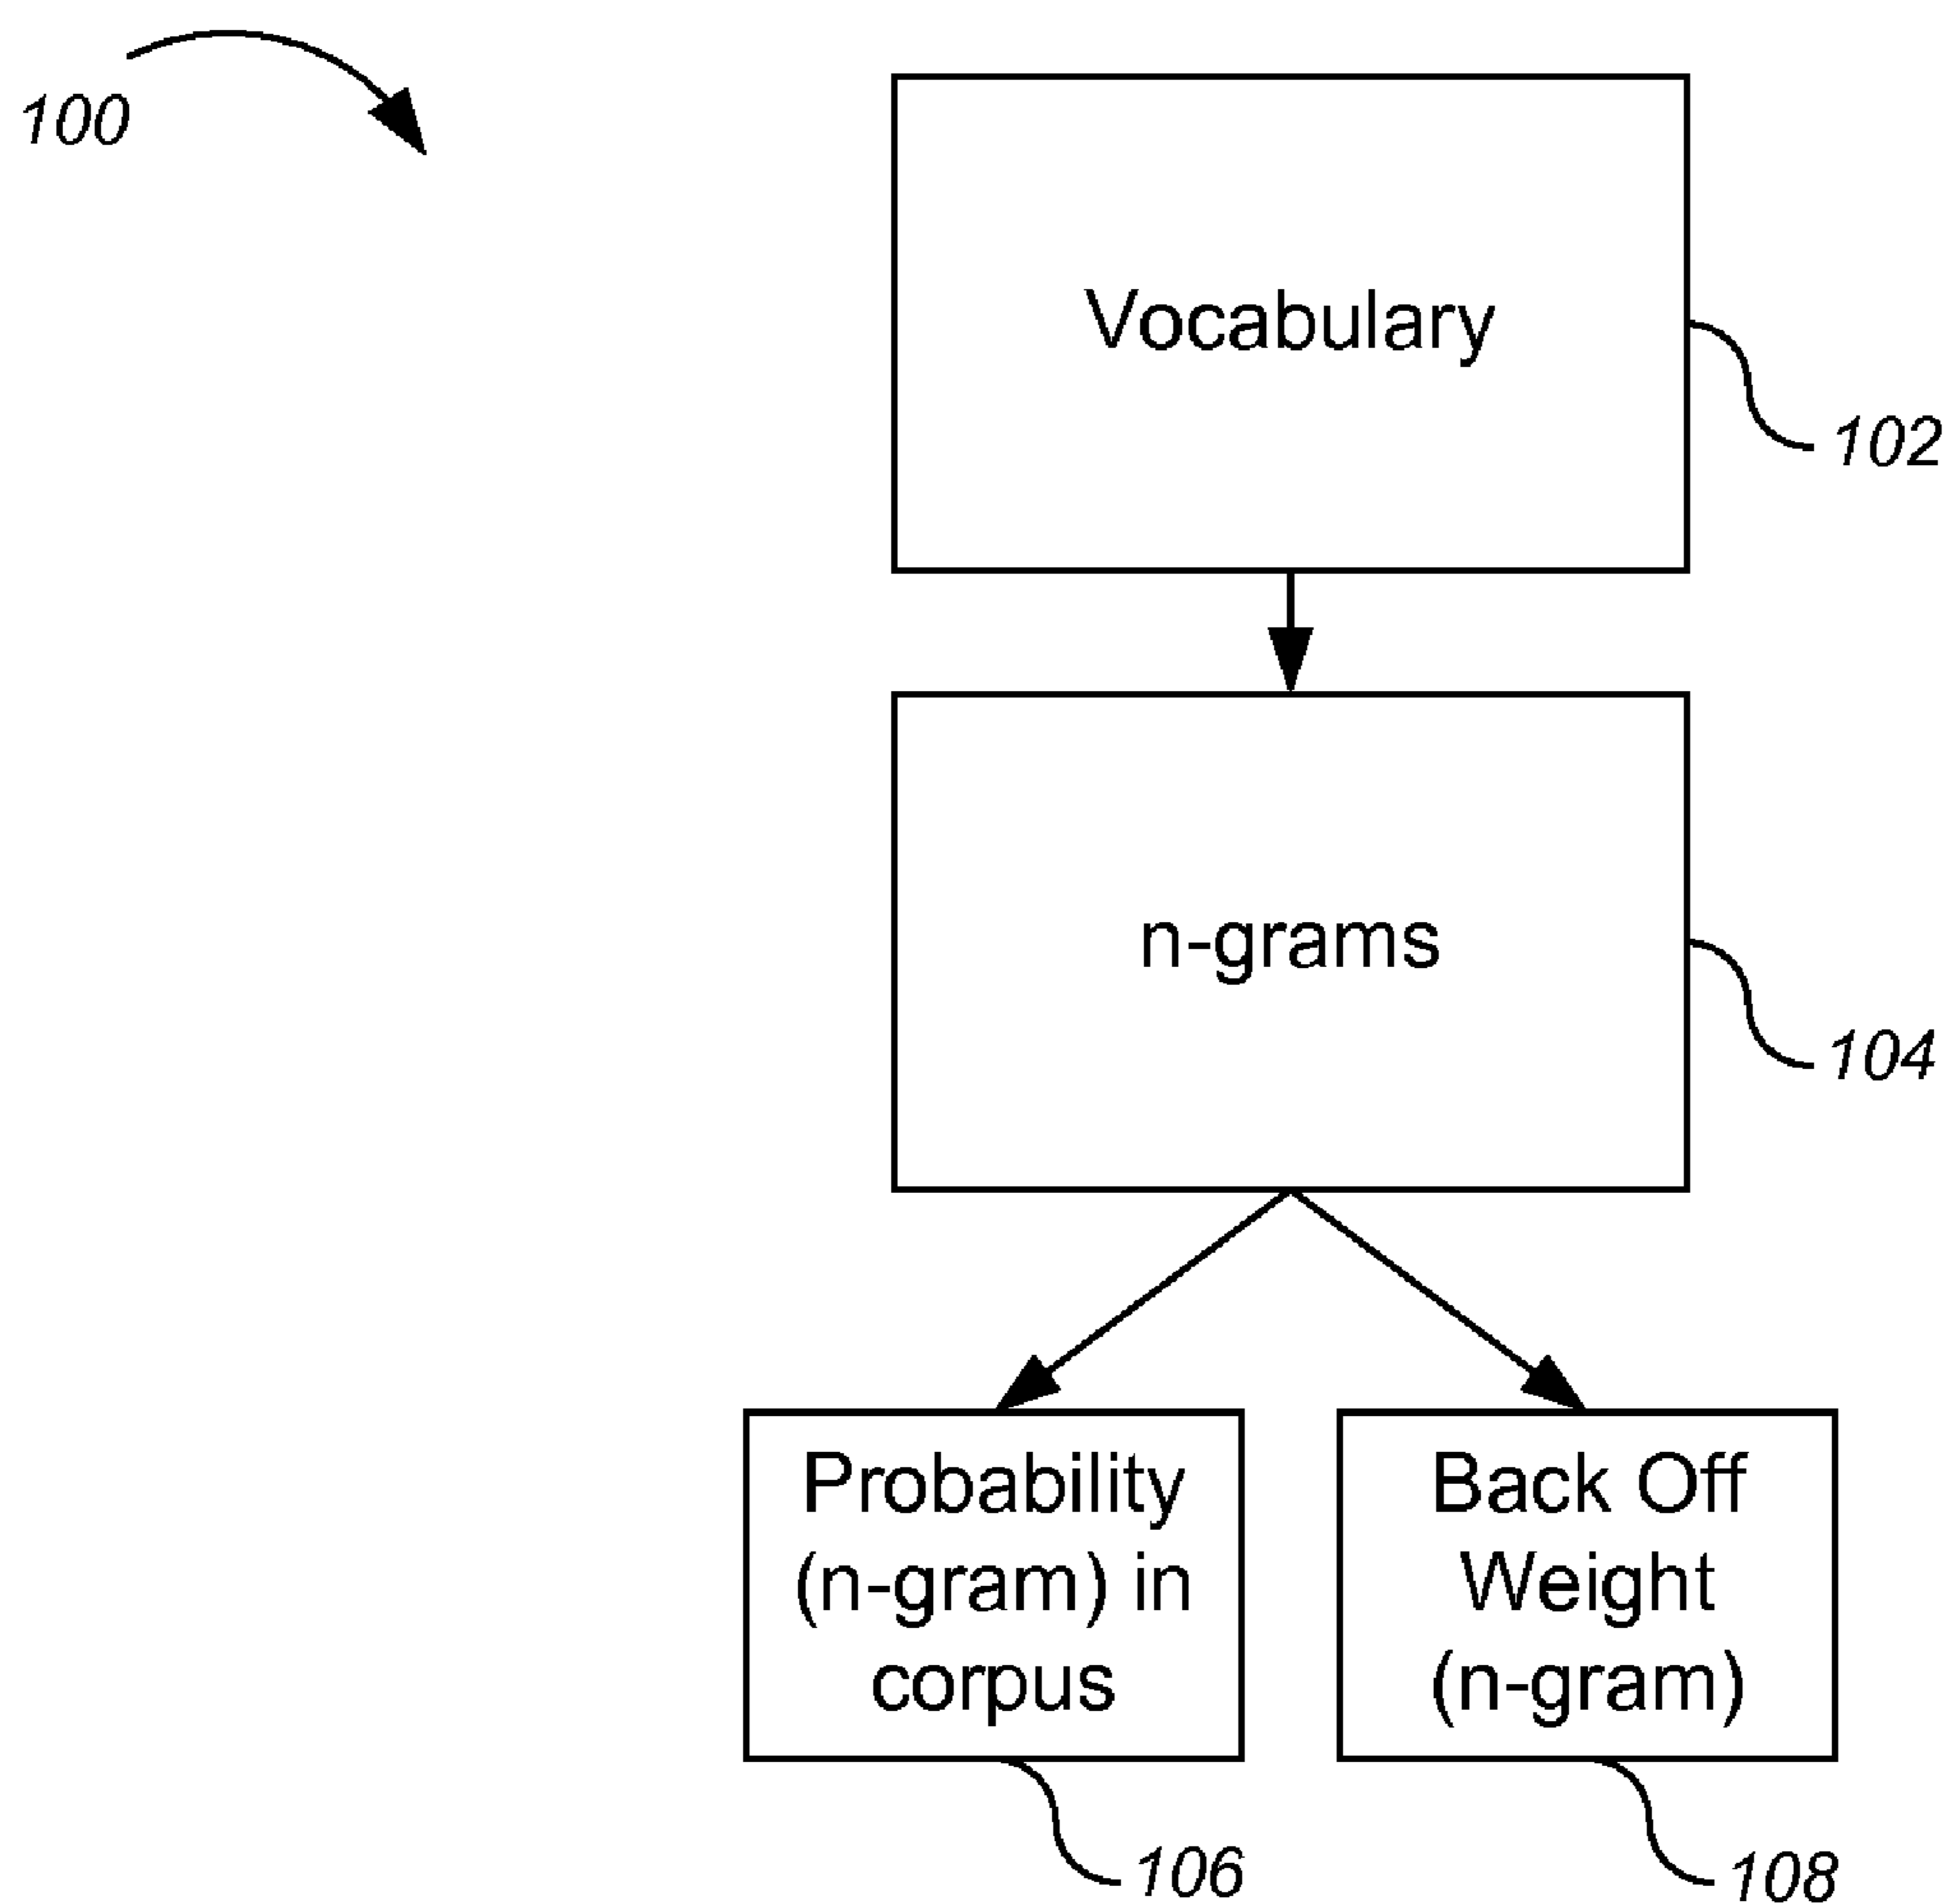 100
Vocabulary
102
n-grams
104
Probability
(n-gram) in
corpus
106
Back Off
Weight
(n-gram)
108